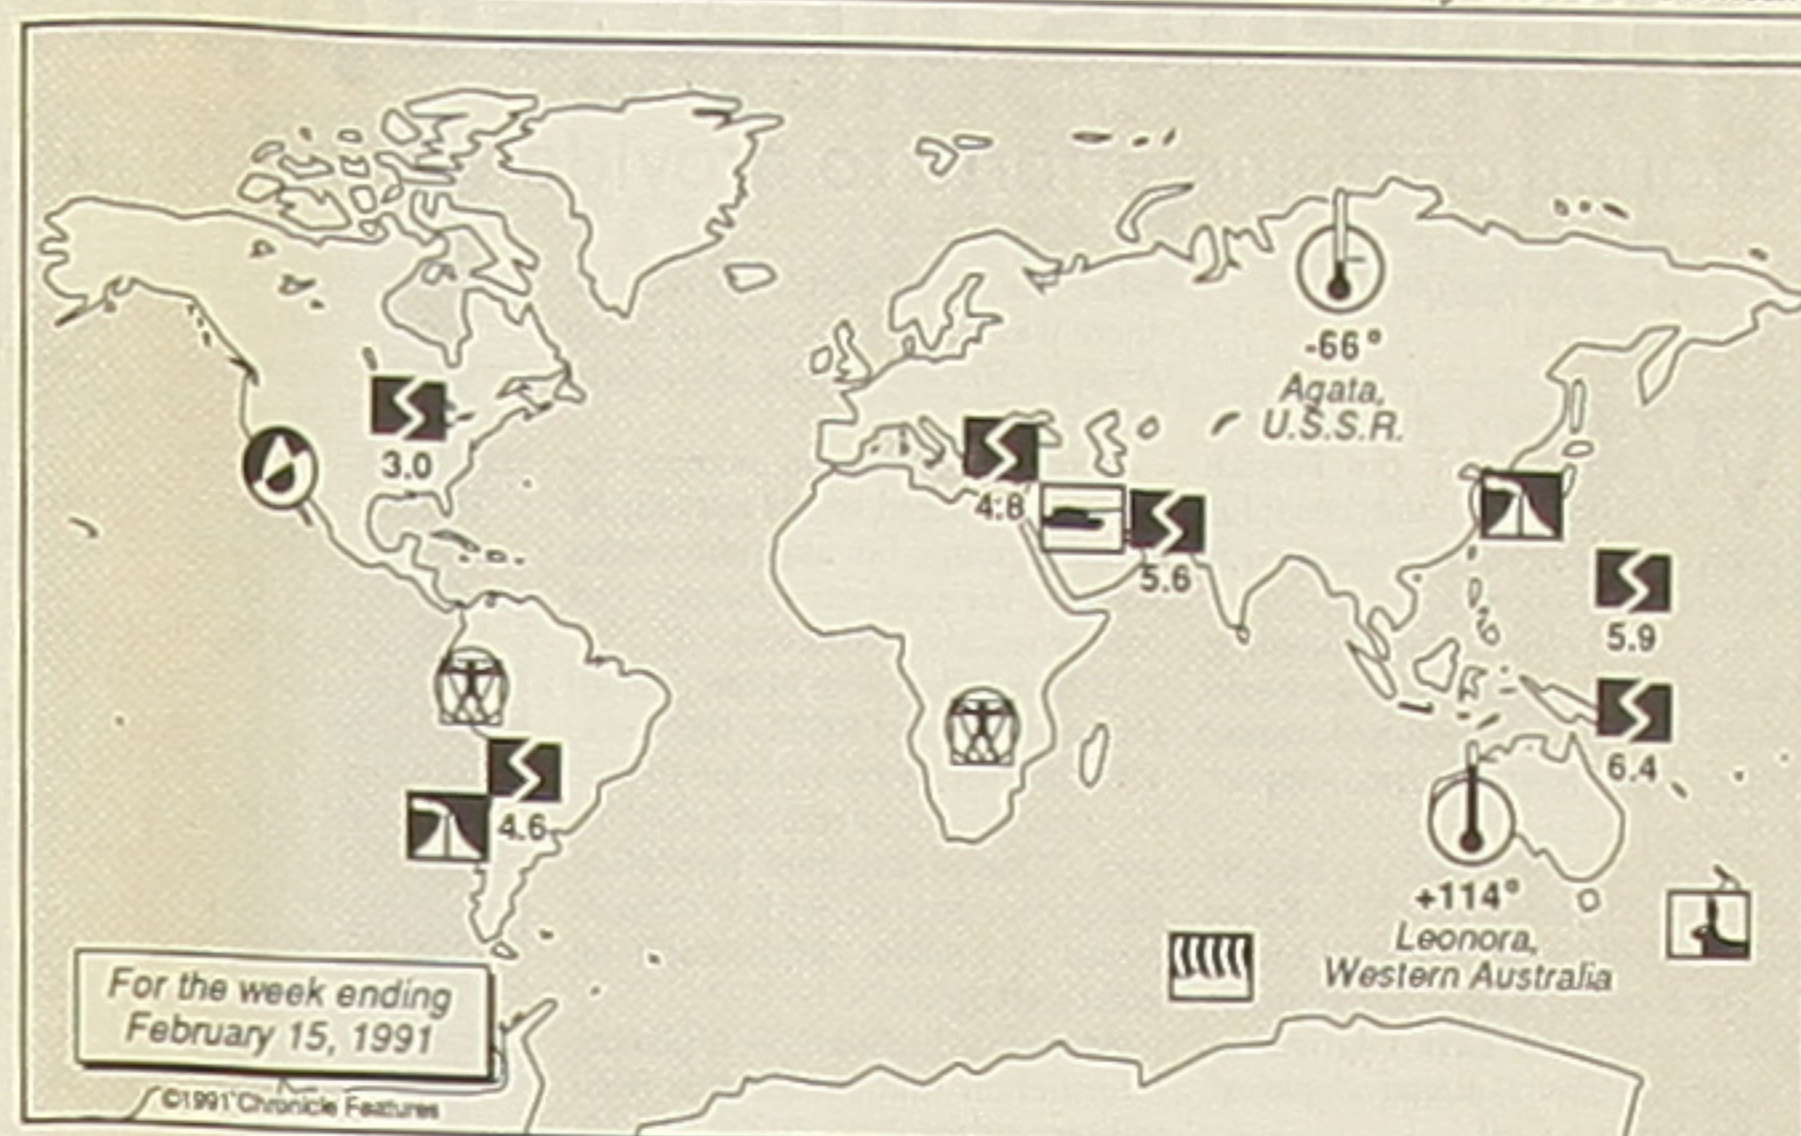 -66°
Agata,
U.S.S.R.
3.0
4.8
5.6
5.9
6.4
4.6
+114°
Leonora,
Western Australia
For the week ending
February 15, 1991
©1991 Chronicle Features